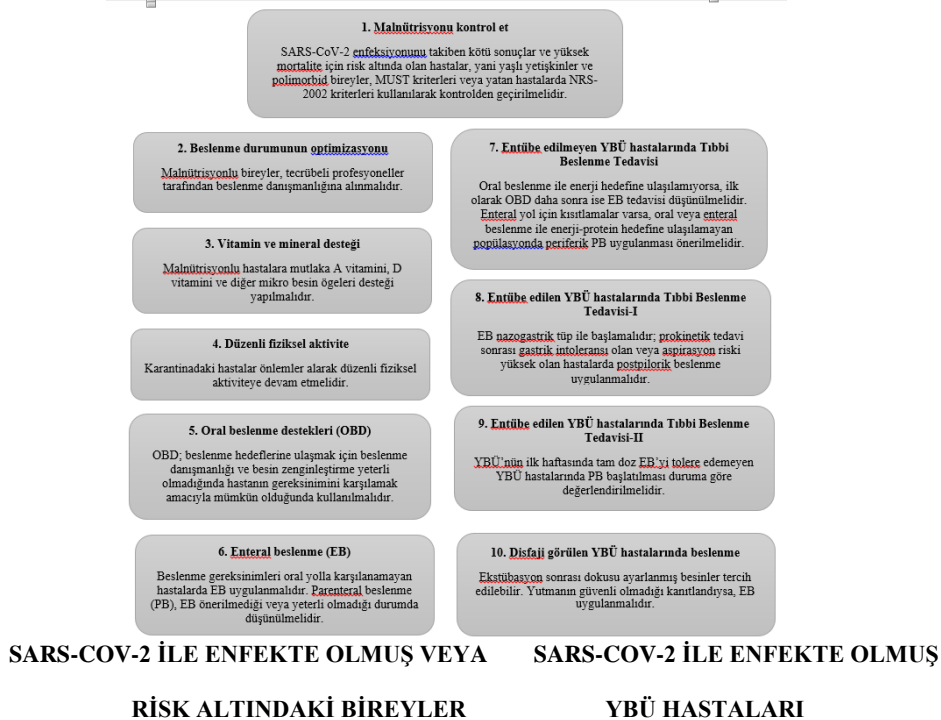 1. Malnütrisyonu kontrol et
SARS-CoV-2 enfeksiyonunu takiben kötü sonuçlar ve yüksek
mortalite için risk altında olan hastalar, yani yaşlı yetişkinler ve
polimorbid bireyler, MUST kriterleri veya yatan hastalarda NRS-
2002 kriterleri kullanılarak kontrolden geçirilmelidir.
2. Beslenme durumunun optimizasyonu
Malnütrisyonlu bireyler, tecrübeli profesyoneller
tarafından beslenme danışmanlığına alınmalıdır.
3. Vitamin ve mineral desteği
Malnütrisyonlu hastalara mutlaka A vitamini, D
vitamini ve diğer mikro besin ögeleri desteği
yapılmalıdır.
4. Düzenli fiziksel aktivite
Karantinadaki hastalar önlemler alarak düzenli fiziksel
aktiviteye devam etmelidir.
5. Oral beslenme destekleri (OBD)
OBD; beslenme hedeflerine ulaşmak için beslenme
danışmanlığı ve besin zenginleştirme yeterli
olmadığında hastanın gereksinimini karşılamak
amacıyla mümkün olduğunda kullanılmalıdır.
6. Enteral beslenme (EB)
Beslenme gereksinimleri oral yolla karşılanamayan
hastalarda EB uygulanmalıdır. Parenteral beslenme
(PB), EB önerilmediği veya yeterli olmadığı durumda
düşünülmelidir.
7. Entübe edilmeyen YBÜ hastalarında Tıbbi
Beslenme Tedavisi
Oral beslenme ile enerji hedefine ulaşılamıyorsa, ilk
olarak OBD daha sonra ise EB tedavisi düşünülmelidir.
Enteral yol için kısıtlamalar varsa, oral veya enteral
beslenme ile enerji-protein hedefine ulaşılamayan
popülasyonda periferik PB uygulanması önerilmelidir.
8. Entübe edilen YBÜ hastalarında Tıbbi Beslenme
Tedavisi-I
EB nazogastrik tüp ile başlamalıdır; prokinetik tedavi
sonrası gastrik intoleransı olan veya aspirasyon riski
yüksek olan hastalarda postpilorik beslenme
uygulanmalıdır.
9. Entübe edilen YBÜ hastalarında Tıbbi Beslenme
Tedavisi-II
YBÜ'nün ilk haftasında tam doz EB'yi tolere edemeyen
YBÜ hastalarında PB başlatılması duruma göre
değerlendirilmelidir.
10. Disfaji görülen YBÜ hastalarında beslenme
Ekstübasyon sonrası dokusu ayarlanmış besinler tercih
edilebilir. Yutmanın güvenli olmadığı kanıtlandıysa, EB
uygulanmalıdır.
SARS-COV-2 İLE ENFEKTE OLMUŞ VEYA
RİSK ALTINDAKİ BİREYLER
SARS-COV-2 İLE ENFEKTE OLMUŞ
YBÜ HASTALARI